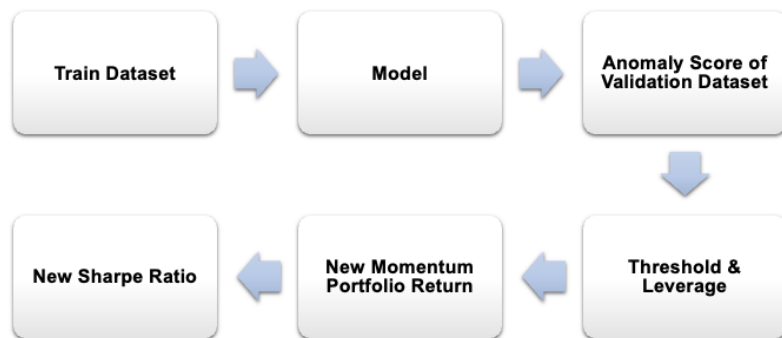 Train Dataset
Model
Anomaly Score of
Validation Dataset
Threshold &
Leverage
New Momentum
Portfolio Return
New Sharpe Ratio